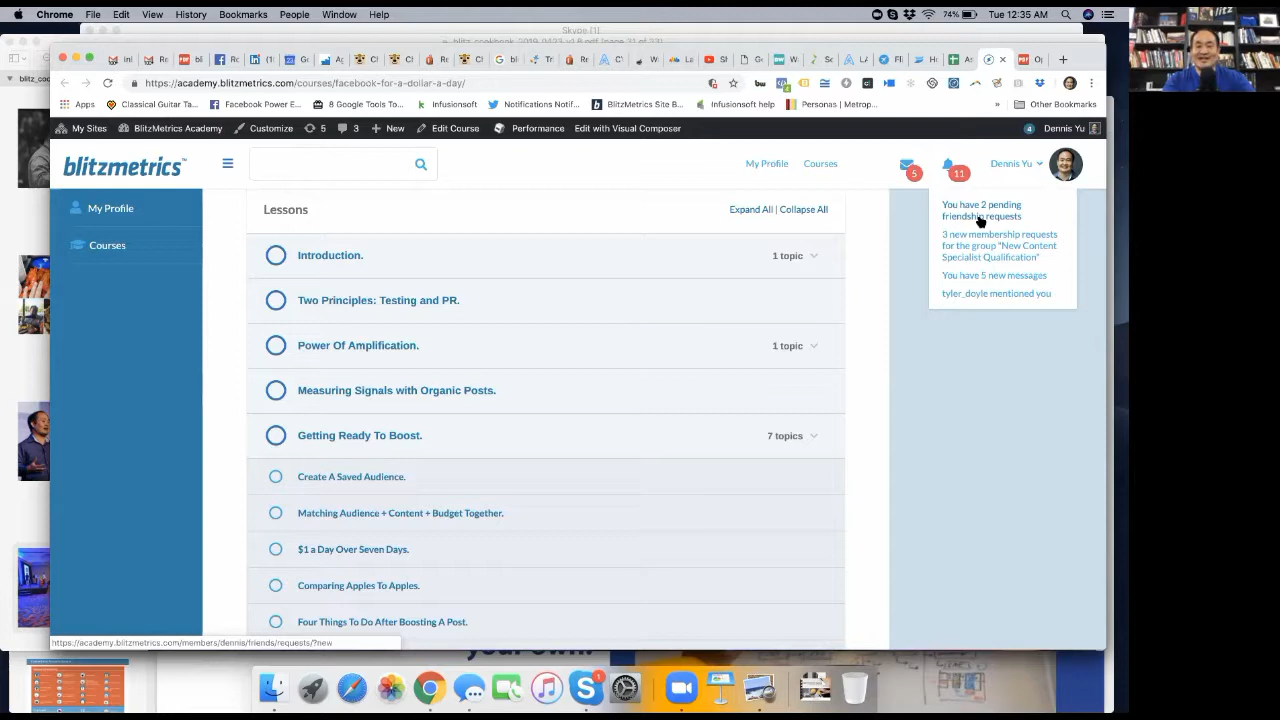 Chrome File Edit View History Bookmarks People Window Help
74% Tue 12:35 AM
Skype [1]
blitz_coo
https://academy.blitzmetrics.com/courses/facebook-for-a-dollar-a-day/
Apps Classical Guitar Ta... Facebook Power E... 8 Google Tools To... Infusionsoft Notifications Notif... BlitzMetrics Site B... Infusionsoft help Personas | Metrop... » Other Bookmarks
My Sites BlitzMetrics Academy Customize 5 3 New Edit Course Performance Edit with Visual Composer 4 Dennis Yu
blitzmetrics™ My Profile Courses 5 11 Dennis Yu
My Profile
Courses
Lessons Expand All | Collapse All
Introduction. 1 topic
Two Principles: Testing and PR.
Power Of Amplification. 1 topic
Measuring Signals with Organic Posts.
Getting Ready To Boost. 7 topics
Create A Saved Audience.
Matching Audience + Content + Budget Together.
$1 a Day Over Seven Days.
Comparing Apples To Apples.
Four Things To Do After Boosting A Post.
You have 2 pending
friendship requests
3 new membership requests
for the group "New Content
Specialist Qualification"
You have 5 new messages
tyler_doyle mentioned you
https://academy.blitzmetrics.com/members/dennis/friends/requests/?new
your own.
1